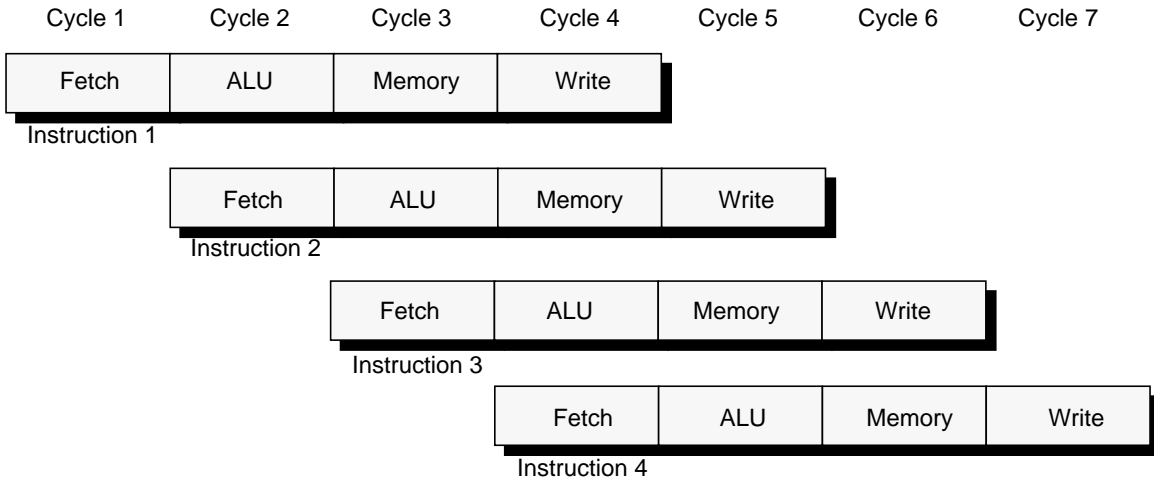 Cycle 1 Cycle 2 Cycle 3 Cycle 4 Cycle 5 Cycle 6 Cycle 7
Fetch ALU Memory Write
Instruction 1
Fetch ALU Memory Write
Instruction 2
Fetch ALU Memory Write
Instruction 3
Fetch ALU Memory Write
Instruction 4